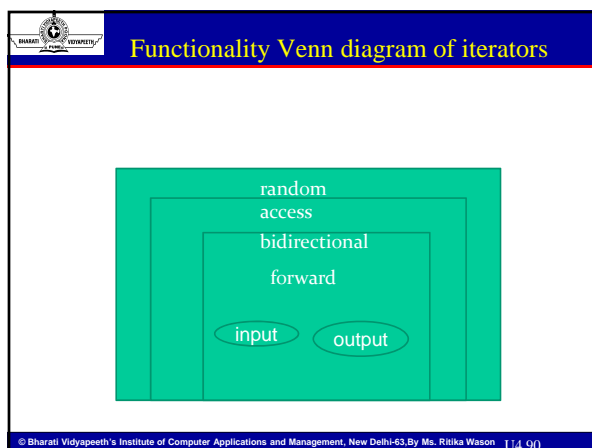 BHARATI
VIDYAPEETH
PUNE
Functionality Venn diagram of iterators
random
access
bidirectional
forward
input
output
© Bharati Vidyapeeth's Institute of Computer Applications and Management, New Delhi-63,By Ms. Ritika Wason U4.90